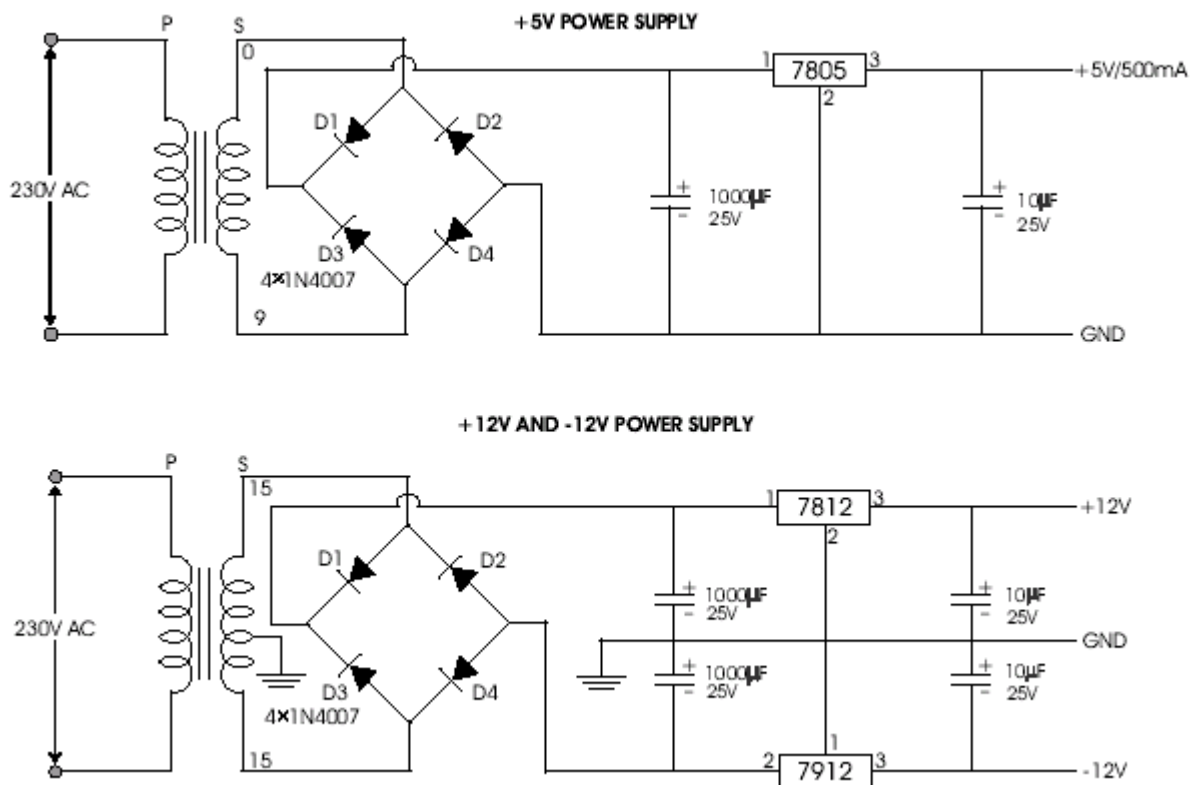 +5V POWER SUPPLY
P S
0
1 7805 3
2
+5V/500mA
D1 D2
230V AC
+ 1000µF
- 25V
+ 10µF
- 25V
D3 D4
4×1N4007
9
GND
+12V AND -12V POWER SUPPLY
P S
15
1 7812 3
2
+12V
D1 D2
+ 1000µF
- 25V
+ 10µF
- 25V
230V AC
GND
+ 1000µF
- 25V
+ 10µF
- 25V
D3 D4
4×1N4007
15
1
2 7912 3
-12V